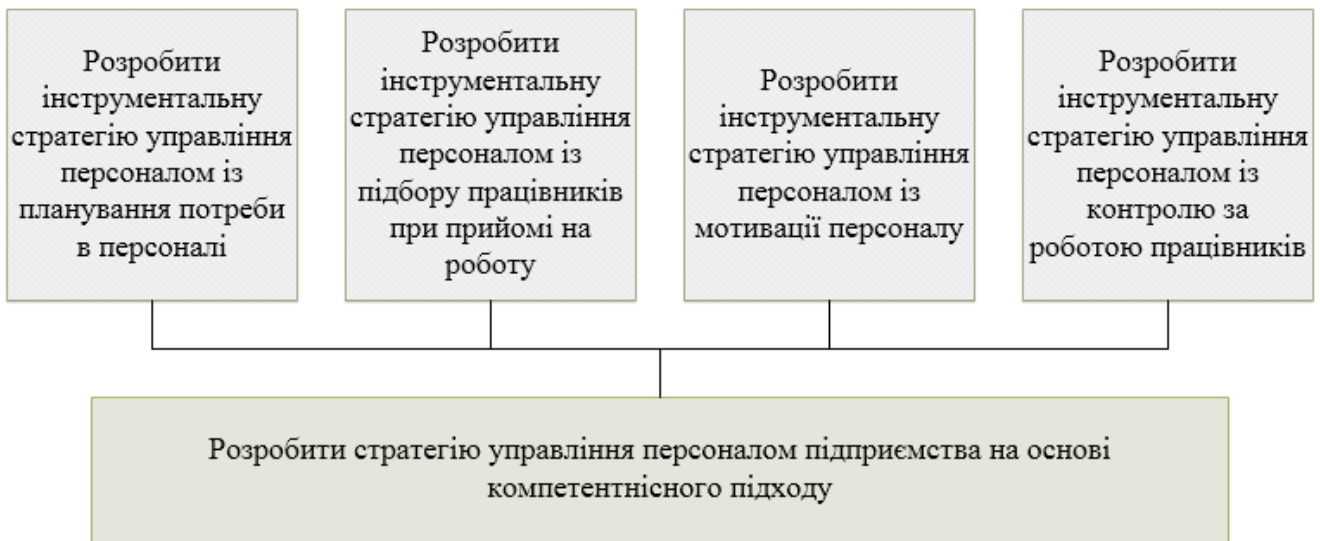 Розробити
інструментальну
стратегію управління
персоналом із
планування потреби
в персоналі
Розробити
інструментальну
стратегію управління
персоналом із
підбору працівників
при прийомі на
роботу
Розробити
інструментальну
стратегію управління
персоналом із
мотивації персоналу
Розробити
інструментальну
стратегію управління
персоналом із
контролю за
роботою працівників
Розробити стратегію управління персоналом підприємства на основі
компетентнісного підходу